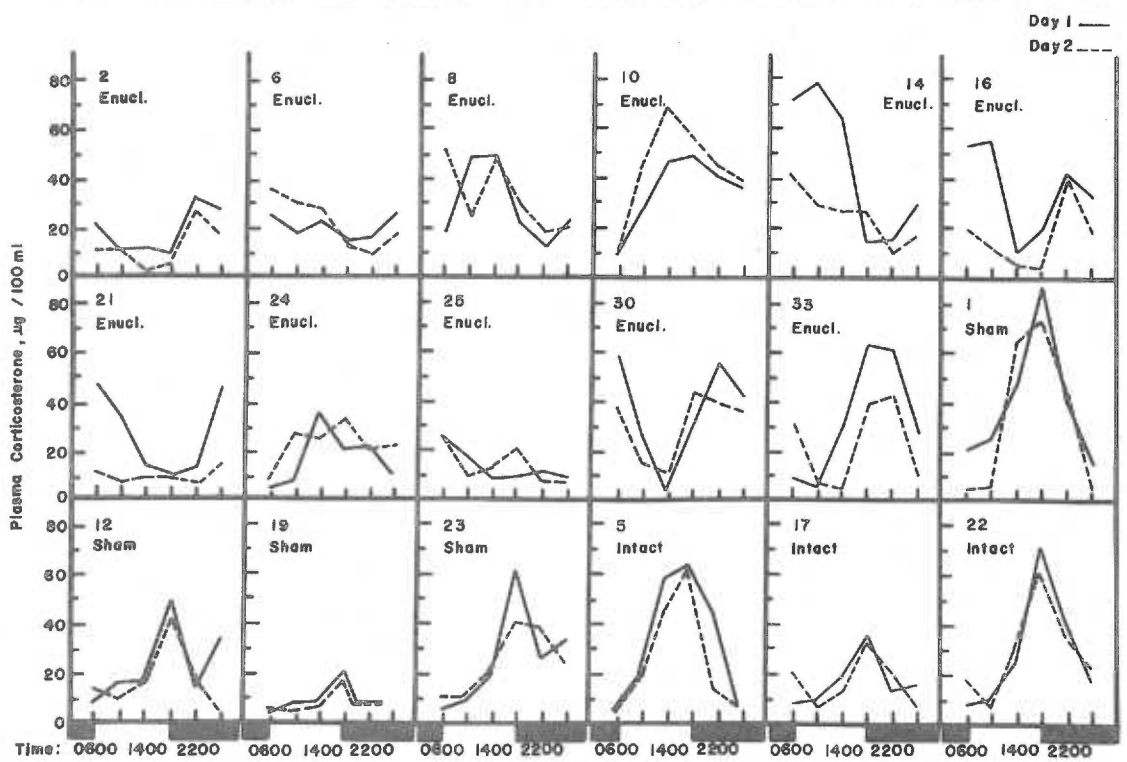 Day 1
Day 2
Plasma Corticosterone, µg / 100 ml
2
Enucl.
6
Enucl.
8
Enucl.
10
Enucl.
14
Enucl.
16
Enucl.
80
60
40
20
0
21
Enucl.
24
Enucl.
25
Enucl.
30
Enucl.
33
Enucl.
1
Sham
80
60
40
20
0
12
Sham
19
Sham
23
Sham
5
Intact
17
Intact
22
Intact
80
60
40
20
0
Time: 0600 1400 2200 0600 1400 2200 0600 1400 2200 0600 1400 2200 0600 1400 2200 0600 1400 2200